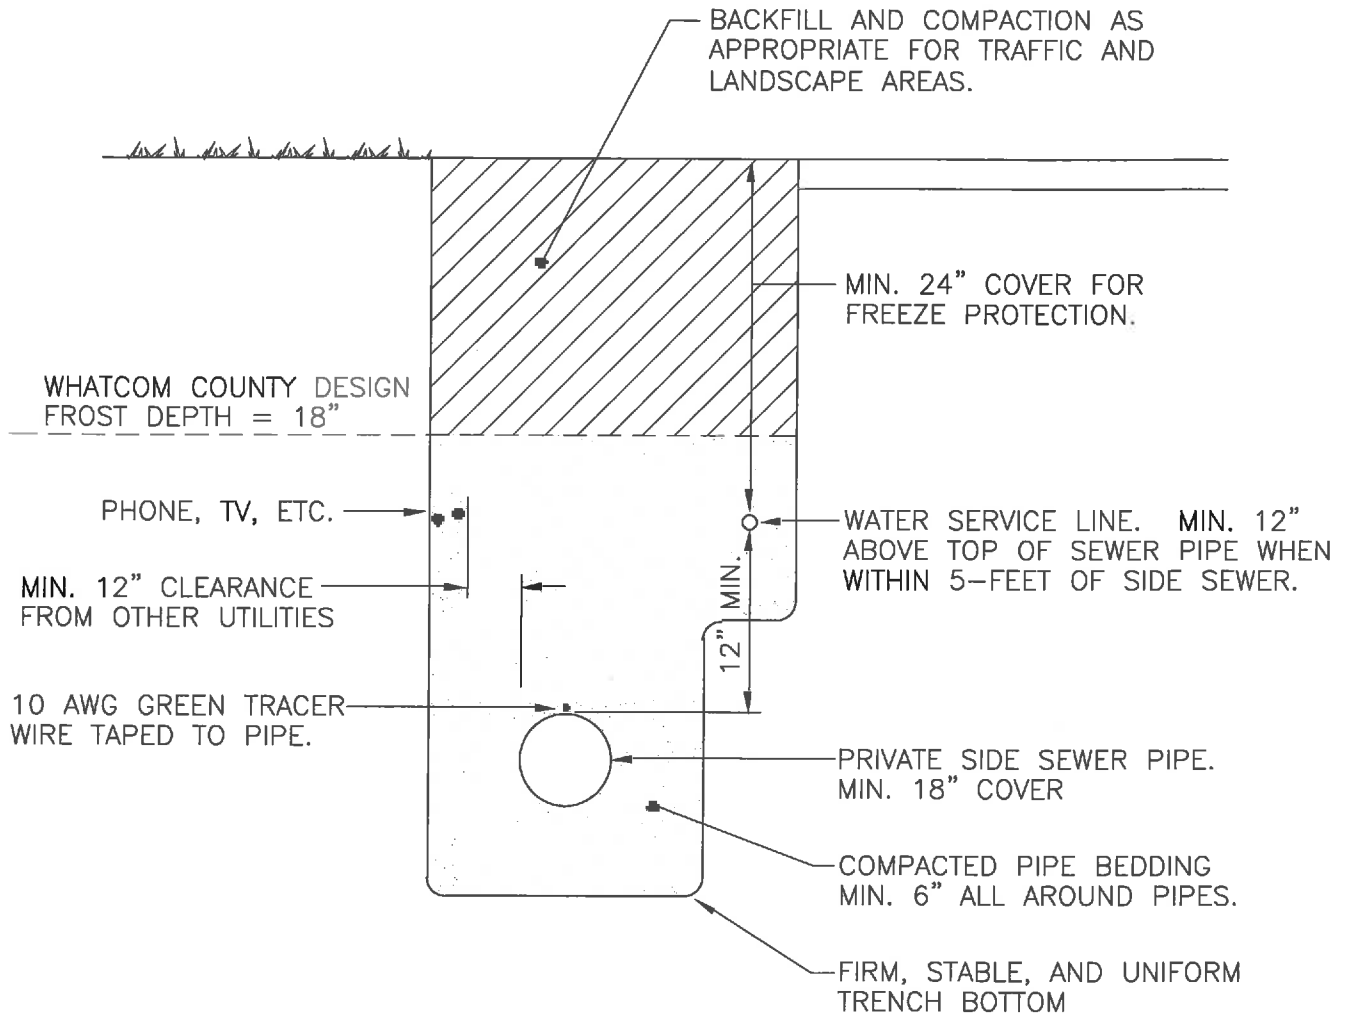 BACKFILL AND COMPACTION AS
APPROPRIATE FOR TRAFFIC AND
LANDSCAPE AREAS.
MIN. 24" COVER FOR
FREEZE PROTECTION.
WHATCOM COUNTY DESIGN
FROST DEPTH = 18"
PHONE, TV, ETC.
WATER SERVICE LINE. MIN. 12"
ABOVE TOP OF SEWER PIPE WHEN
WITHIN 5-FEET OF SIDE SEWER.
MIN. 12" CLEARANCE
FROM OTHER UTILITIES
12" MIN.
10 AWG GREEN TRACER
WIRE TAPED TO PIPE.
PRIVATE SIDE SEWER PIPE.
MIN. 18" COVER
COMPACTED PIPE BEDDING
MIN. 6" ALL AROUND PIPES.
FIRM, STABLE, AND UNIFORM
TRENCH BOTTOM